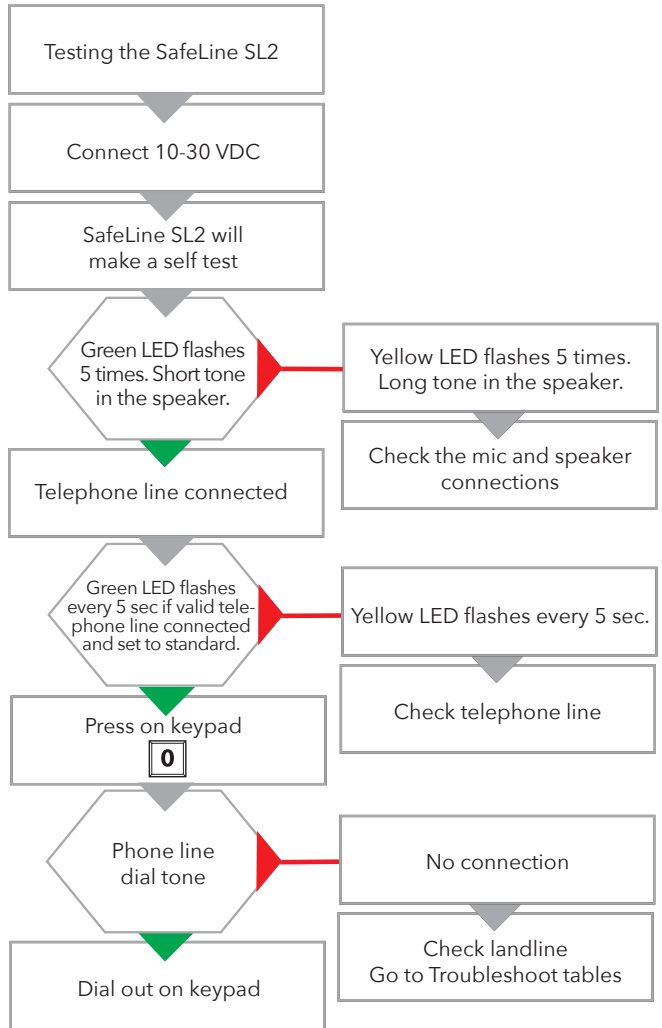 Testing the SafeLine SL2
Connect 10-30 VDC
SafeLine SL2 will
make a self test
Green LED flashes
5 times. Short tone
in the speaker.
Yellow LED flashes 5 times.
Long tone in the speaker.
Check the mic and speaker
connections
Telephone line connected
Green LED flashes
every 5 sec if valid tele-
phone line connected
and set to standard.
Yellow LED flashes every 5 sec.
Check telephone line
Press on keypad
0
Phone line
dial tone
No connection
Check landline
Go to Troubleshoot tables
Dial out on keypad